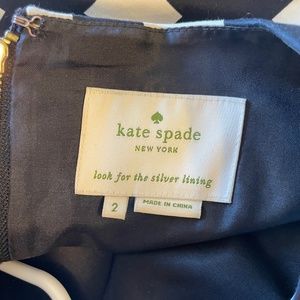 kate spade
NEW YORK
look for the silver lining
2
MADE IN CHINA